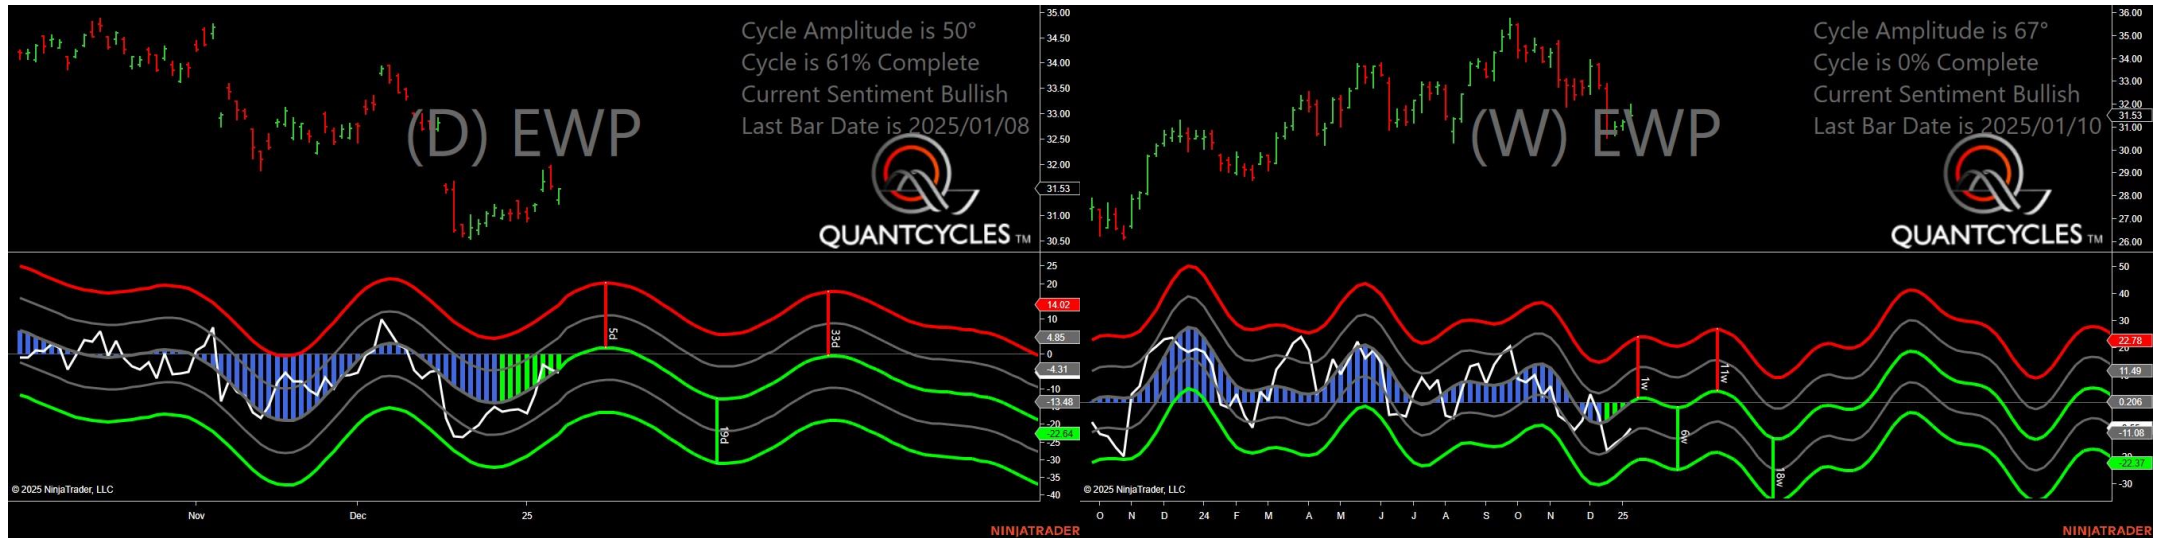 Cycle Amplitude is 50°
Cycle is 61% Complete
Current Sentiment Bullish
Last Bar Date is 2025/01/08
(D) EWP
QUANTCYCLES TM
35.00
34.50
34.00
33.50
33.00
32.50
32.00
31.53
31.00
30.50
25
20
14.02
10
4.85
0
-4.31
-10
-13.48
-20
-22.64
-25
-30
-35
-40
5d
19d
33d
© 2025 NinjaTrader, LLC
Nov Dec 25
NINJATRADER
Cycle Amplitude is 67°
Cycle is 0% Complete
Current Sentiment Bullish
Last Bar Date is 2025/01/10
(W) EWP
QUANTCYCLES TM
36.00
35.00
34.00
33.00
32.00
31.53
31.00
30.00
29.00
28.00
27.00
26.00
50
40
30
22.78
11.49
0.206
-11.08
-22.37
-30
1w
6w
11w
18w
© 2025 NinjaTrader, LLC
O N D 24 F M A M J J A S O N D 25
NINJATRADER